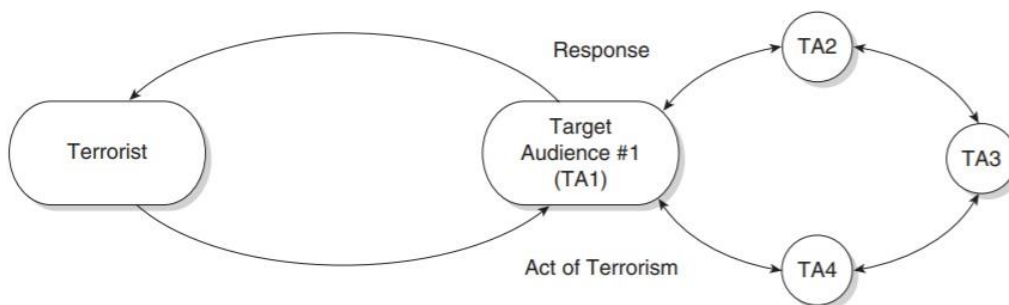 Response
TA2
Terrorist
Target
Audience #1
(TA1)
TA3
Act of Terrorism
TA4